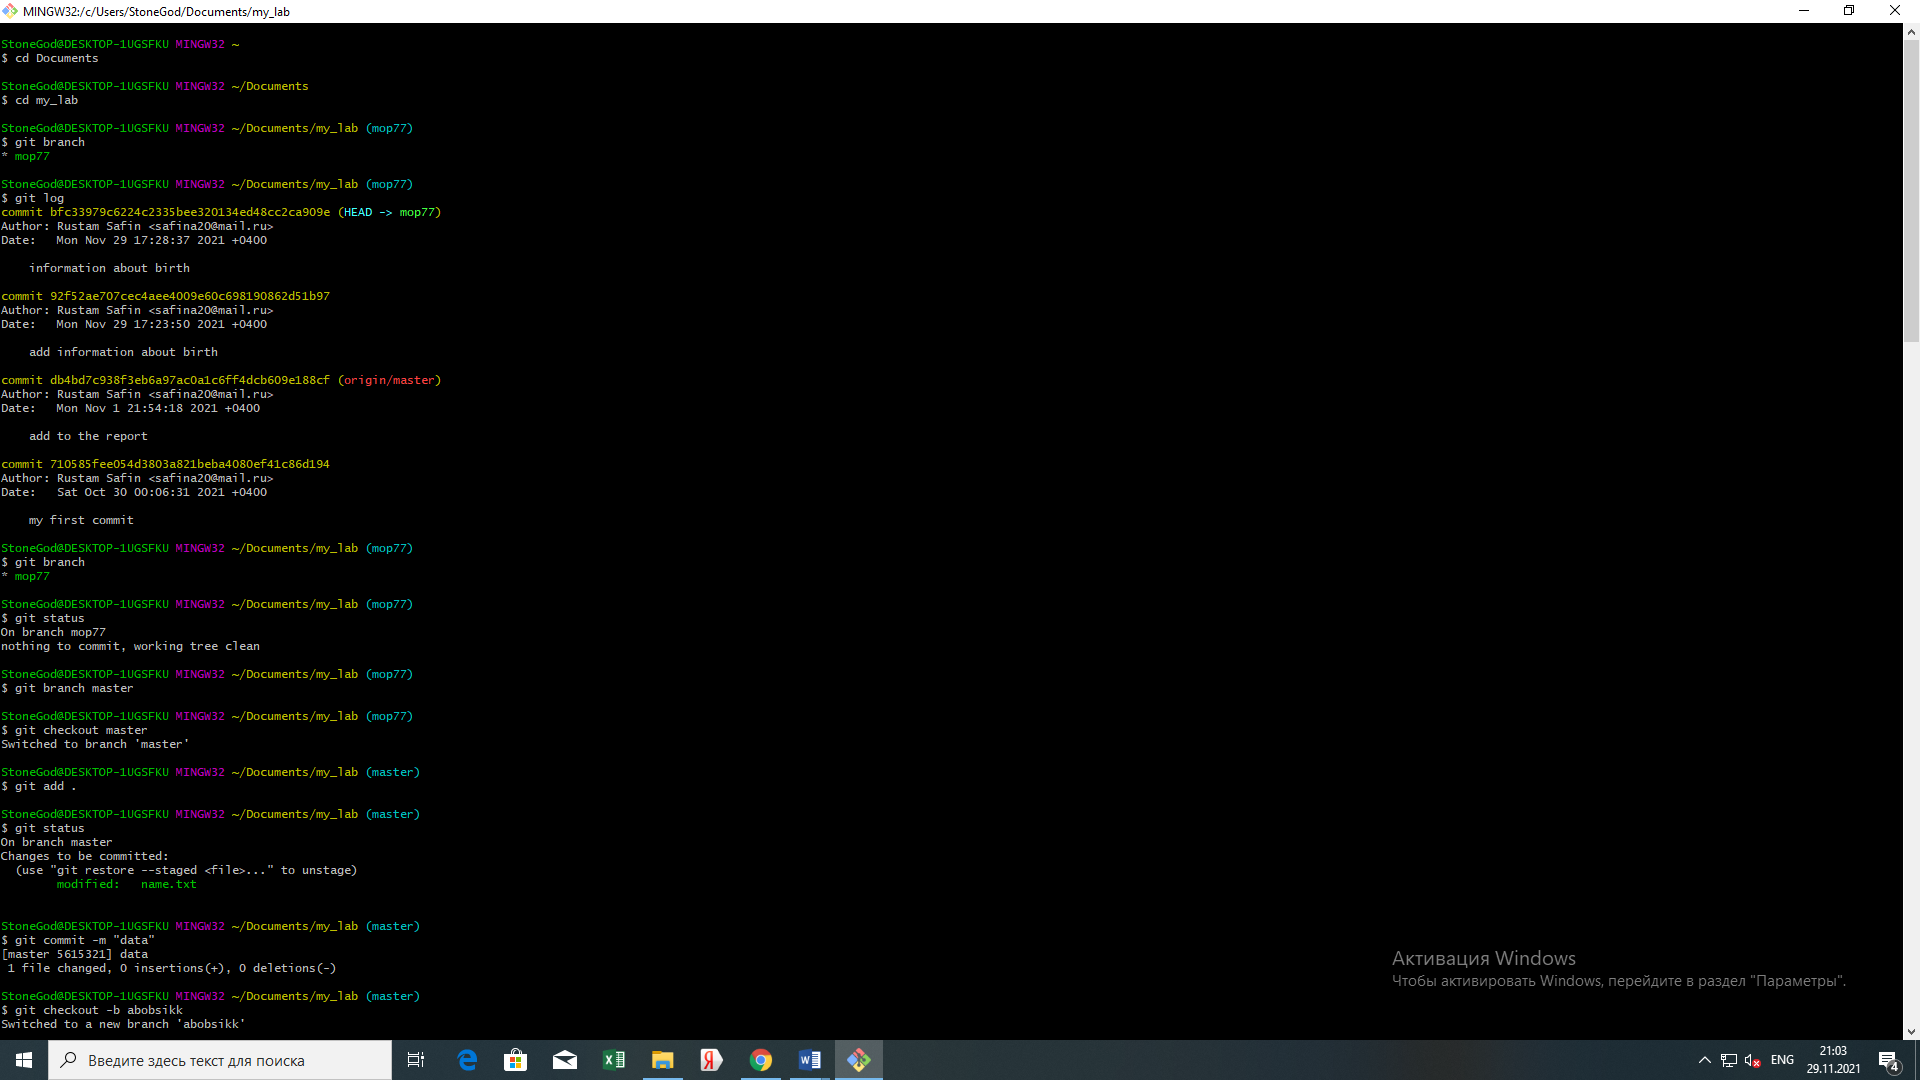 MINGW32:/c/Users/StoneGod/Documents/my_lab
StoneGod@DESKTOP-1UGSFKU MINGW32 ~
$ cd Documents
StoneGod@DESKTOP-1UGSFKU MINGW32 ~/Documents
$ cd my_lab
StoneGod@DESKTOP-1UGSFKU MINGW32 ~/Documents/my_lab (mop77)
$ git branch
* mop77
StoneGod@DESKTOP-1UGSFKU MINGW32 ~/Documents/my_lab (mop77)
$ git log
commit bfc33979c6224c2335bee320134ed48cc2ca909e (HEAD -> mop77)
Author: Rustam Safin <safina20@mail.ru>
Date:   Mon Nov 29 17:28:37 2021 +0400
information about birth
commit 92f52ae707cec4aee4009e60c698190862d51b97
Author: Rustam Safin <safina20@mail.ru>
Date:   Mon Nov 29 17:23:50 2021 +0400
add information about birth
commit db4bd7c938f3eb6a97ac0a1c6ff4dcb609e188cf (origin/master)
Author: Rustam Safin <safina20@mail.ru>
Date:   Mon Nov 1 21:54:18 2021 +0400
add to the report
commit 710585fee054d3803a821beba4080ef41c86d194
Author: Rustam Safin <safina20@mail.ru>
Date:   Sat Oct 30 00:06:31 2021 +0400
my first commit
StoneGod@DESKTOP-1UGSFKU MINGW32 ~/Documents/my_lab (mop77)
$ git branch
* mop77
StoneGod@DESKTOP-1UGSFKU MINGW32 ~/Documents/my_lab (mop77)
$ git status
On branch mop77
nothing to commit, working tree clean
StoneGod@DESKTOP-1UGSFKU MINGW32 ~/Documents/my_lab (mop77)
$ git branch master
StoneGod@DESKTOP-1UGSFKU MINGW32 ~/Documents/my_lab (mop77)
$ git checkout master
Switched to branch 'master'
StoneGod@DESKTOP-1UGSFKU MINGW32 ~/Documents/my_lab (master)
$ git add .
StoneGod@DESKTOP-1UGSFKU MINGW32 ~/Documents/my_lab (master)
$ git status
On branch master
Changes to be committed:
(use "git restore --staged <file>..." to unstage)
modified:   name.txt
StoneGod@DESKTOP-1UGSFKU MINGW32 ~/Documents/my_lab (master)
$ git commit -m "data"
[master 5615321] data
1 file changed, 0 insertions(+), 0 deletions(-)
StoneGod@DESKTOP-1UGSFKU MINGW32 ~/Documents/my_lab (master)
$ git checkout -b abobsikk
Switched to a new branch 'abobsikk'
Активация Windows
Чтобы активировать Windows, перейдите в раздел "Параметры".
Введите здесь текст для поиска
ENG
21:03
29.11.2021
4